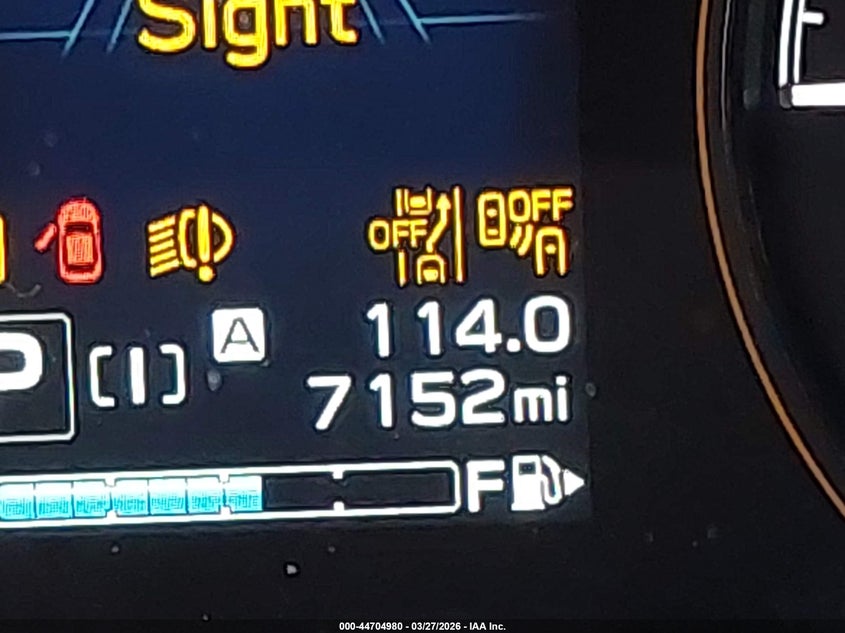 Sight
OFF
OFF
P
A
114.0
7152mi
F
000-44704980 - 03/27/2026 - IAA Inc.